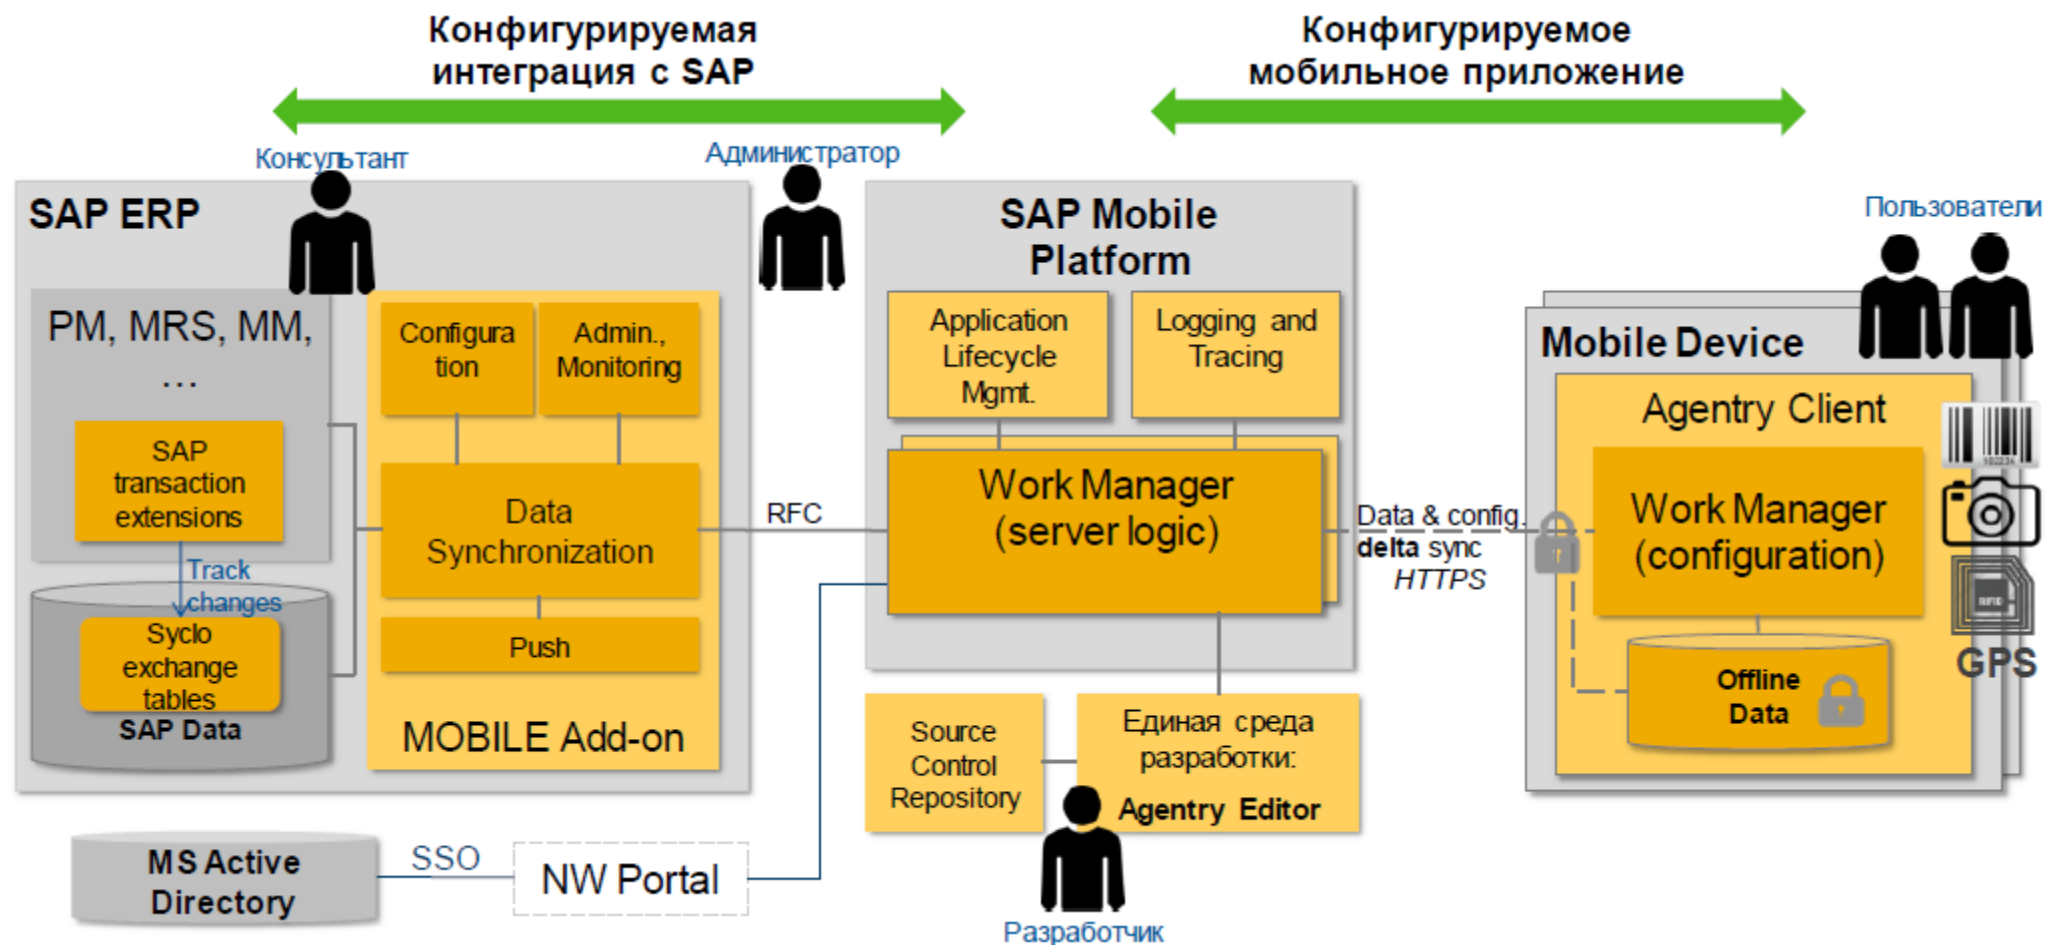 Конфигурируемая
интеграция с SAP
Конфигурируемое
мобильное приложение
Консультант
Администратор
Пользователи
SAP ERP
PM, MRS, MM,
...
SAP
transaction
extensions
Track
changes
Syclo
exchange
tables
SAP Data
Configura
tion
Admin.,
Monitoring
Data
Synchronization
Push
MOBILE Add-on
RFC
SAP Mobile
Platform
Application
Lifecycle
Mgmt.
Logging and
Tracing
Work Manager
(server logic)
Data & config.
delta sync
HTTPS
Mobile Device
Agentry Client
Work Manager
(configuration)
Offline
Data
102234
RFID
GPS
Source
Control
Repository
Единая среда
разработки:
Agentry Editor
Разработчик
MS Active
Directory
SSO
NW Portal